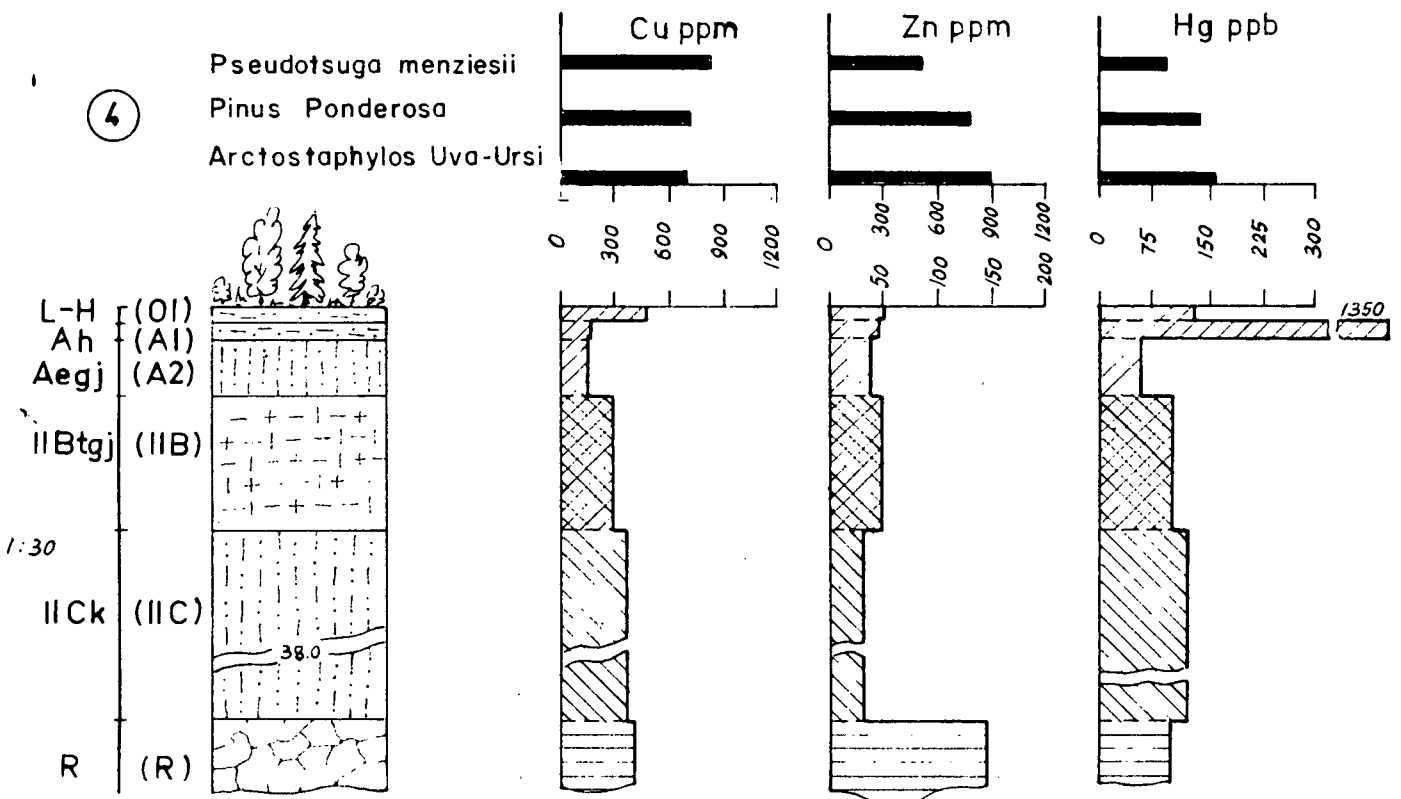 Cu ppm Zn ppm Hg ppb
Pseudotsuga menziesii
4
Pinus Ponderosa
Arctostaphylos Uva-Ursi
0 300 600 900 1200
0 300 600 900 1200
50 100 150 200
0 75 150 225 300
L-H (O1)
1350
Ah (A1)
Aegj (A2)
IIBtgj (IIB)
1:30
IICk (IIC)
38.0
R (R)